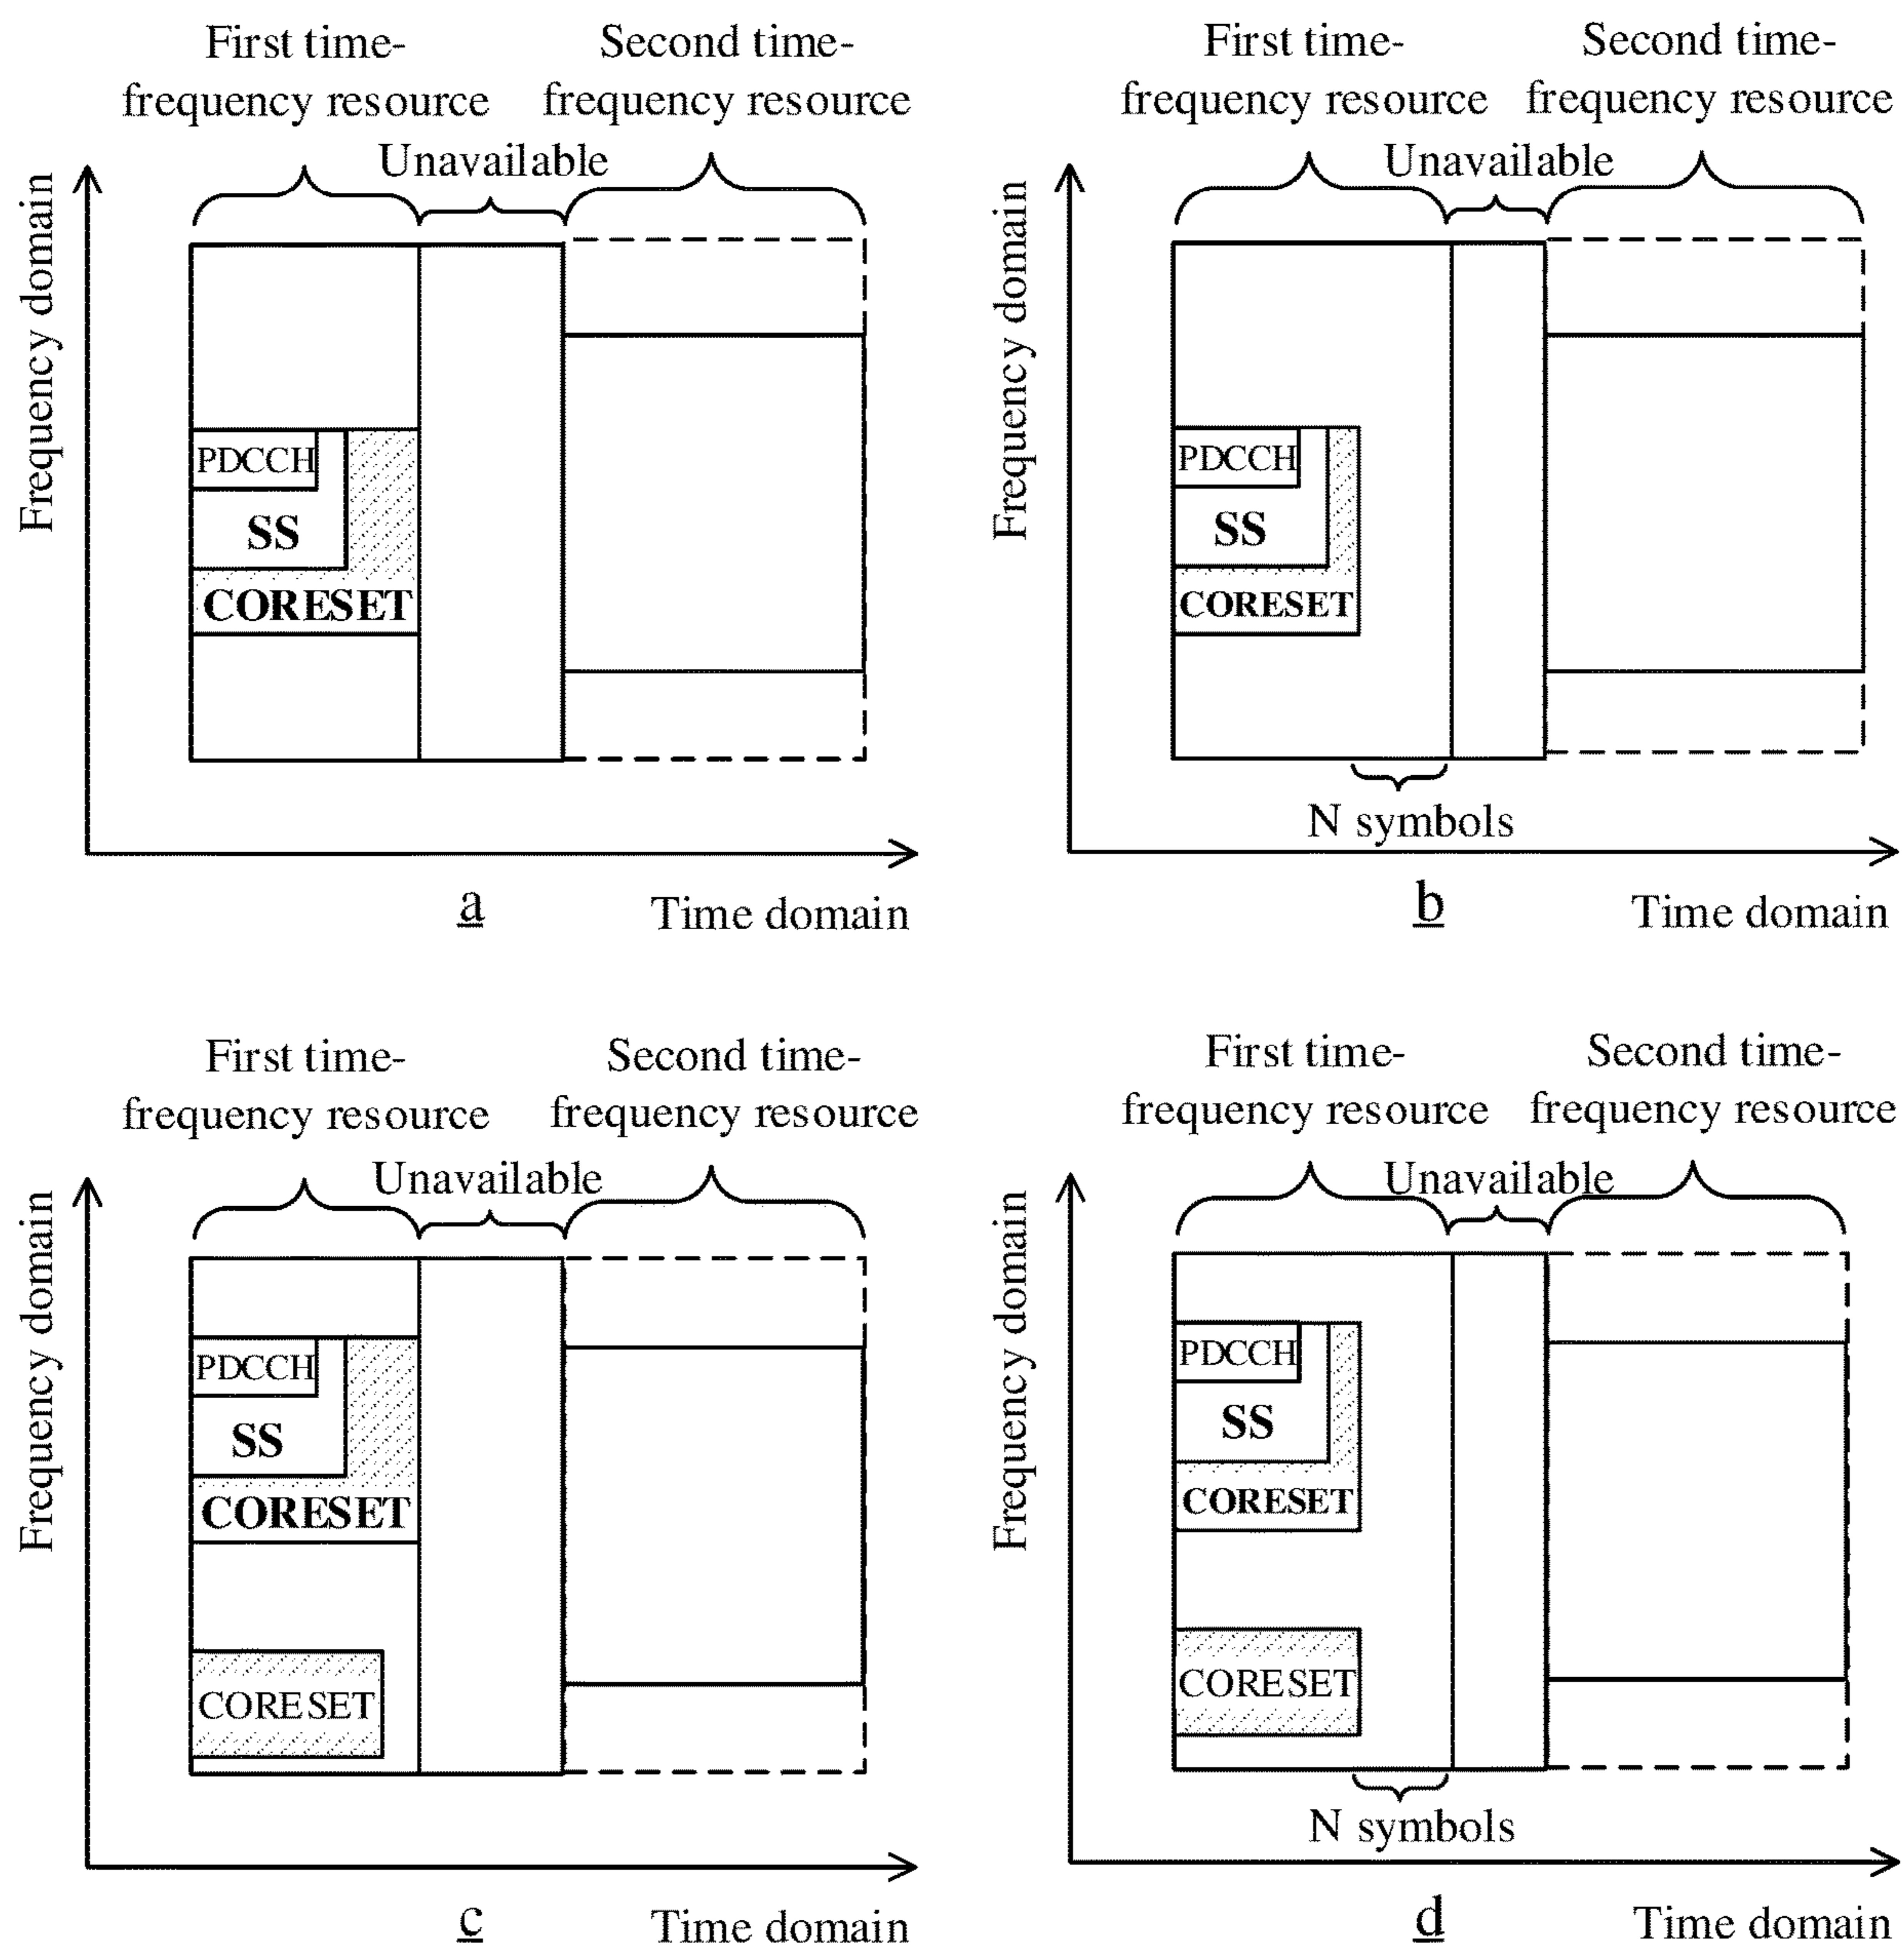 First time-
frequency resource
Second time-
frequency resource
Unavailable
Frequency domain
PDCCH
SS
CORESET
a
Time domain
First time-
frequency resource
Second time-
frequency resource
Unavailable
Frequency domain
PDCCH
SS
CORESET
N symbols
b
Time domain
First time-
frequency resource
Second time-
frequency resource
Unavailable
Frequency domain
PDCCH
SS
CORESET
CORESET
c
Time domain
First time-
frequency resource
Second time-
frequency resource
Unavailable
Frequency domain
PDCCH
SS
CORESET
CORESET
N symbols
d
Time domain